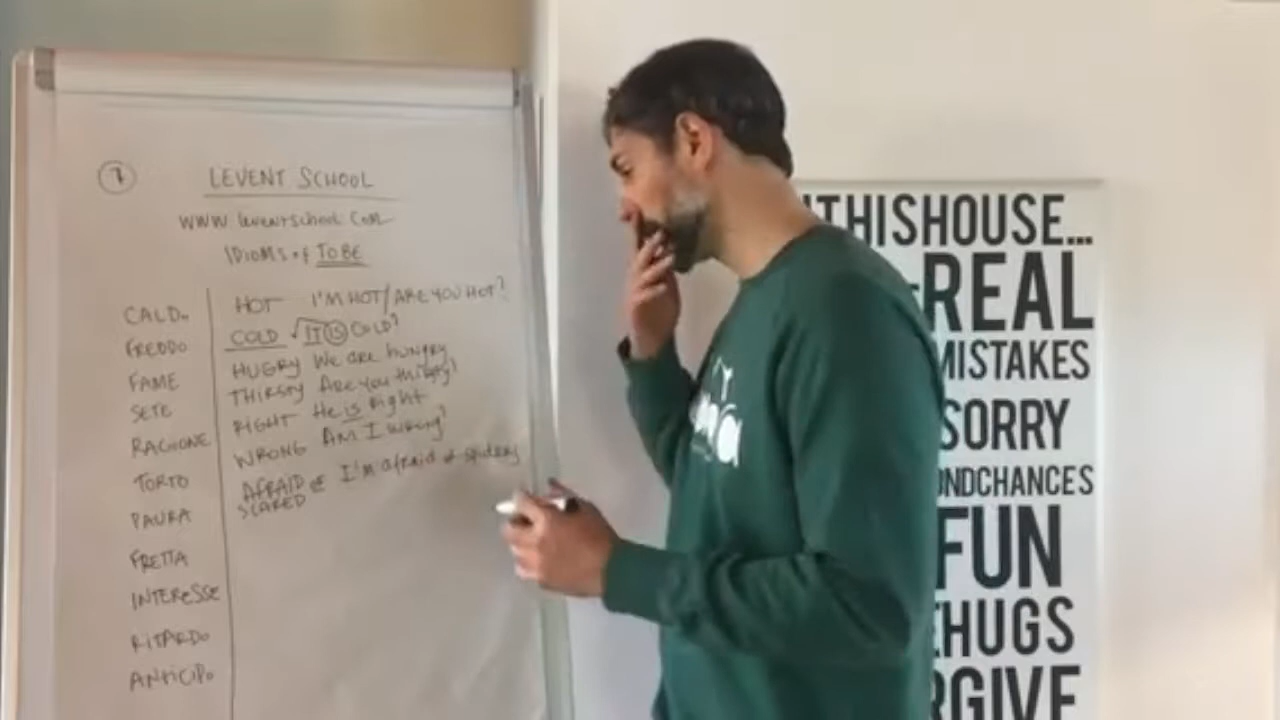 7
LEVENT SCHOOL
WWW.leventschool.com
IDIOMS OF TO BE
CALDO HOT I'M HOT/ARE YOU HOT?
FREDDO COLD IT IS COLD?
FAME HUGRY We are hungry
SETE THIRSTY Are you thirsty?
RAGIONE RIGHT He is right
TORTO WRONG Am I wrong?
PAURA AFRAID OF I'm afraid of spiders
SCARED
FRETTA
INTERESSE
RITARDO
ANTICIPO
THISHOUSE...
REAL
MISTAKES
SORRY
NDCHANCES
FUN
HUGS
GIVE